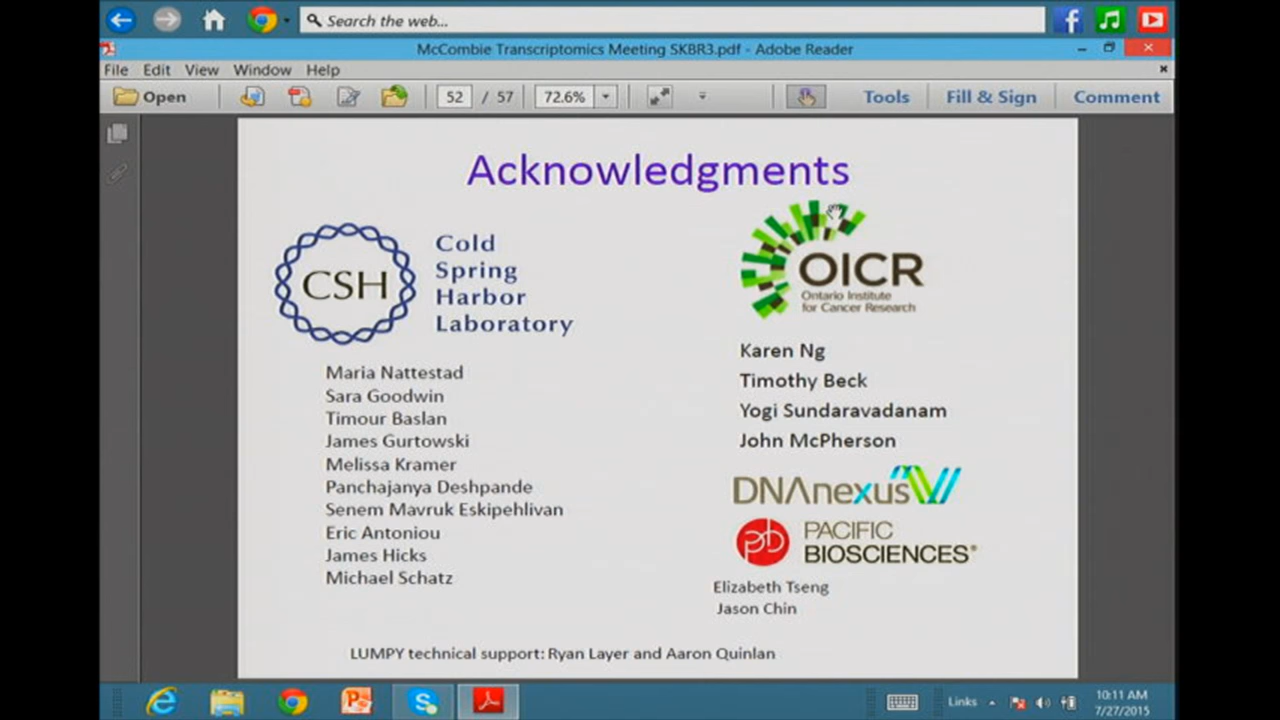 Search the web...
McCombie Transcriptomics Meeting SKBR3.pdf - Adobe Reader
File Edit View Window Help
Open 52 / 57 72.6% Tools Fill & Sign Comment
Acknowledgments
CSH
Cold
Spring
Harbor
Laboratory
Maria Nattestad
Sara Goodwin
Timour Baslan
James Gurtowski
Melissa Kramer
Panchajanya Deshpande
Senem Mavruk Eskipehlivan
Eric Antoniou
James Hicks
Michael Schatz
OICR
Ontario Institute
for Cancer Research
Karen Ng
Timothy Beck
Yogi Sundaravadanam
John McPherson
DNAnexus
pb
PACIFIC
BIOSCIENCES®
Elizabeth Tseng
Jason Chin
LUMPY technical support: Ryan Layer and Aaron Quinlan
Links
10:11 AM
7/27/2015